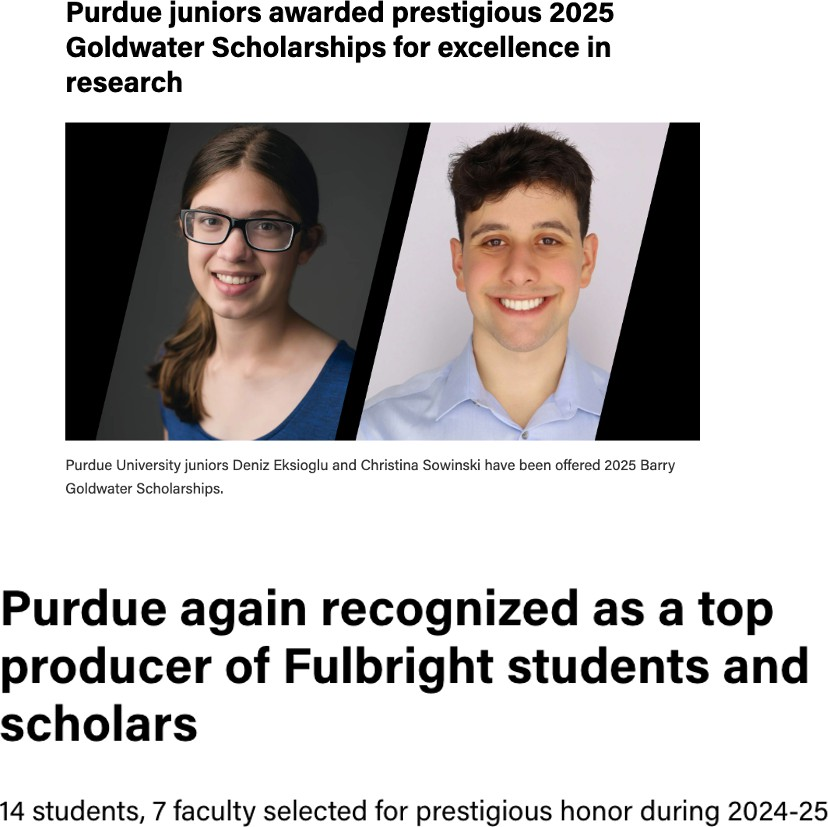 Purdue juniors awarded prestigious 2025
Goldwater Scholarships for excellence in
research
Purdue University juniors Deniz Eksioglu and Christina Sowinski have been offered 2025 Barry
Goldwater Scholarships.
Purdue again recognized as a top
producer of Fulbright students and
scholars
14 students, 7 faculty selected for prestigious honor during 2024-25